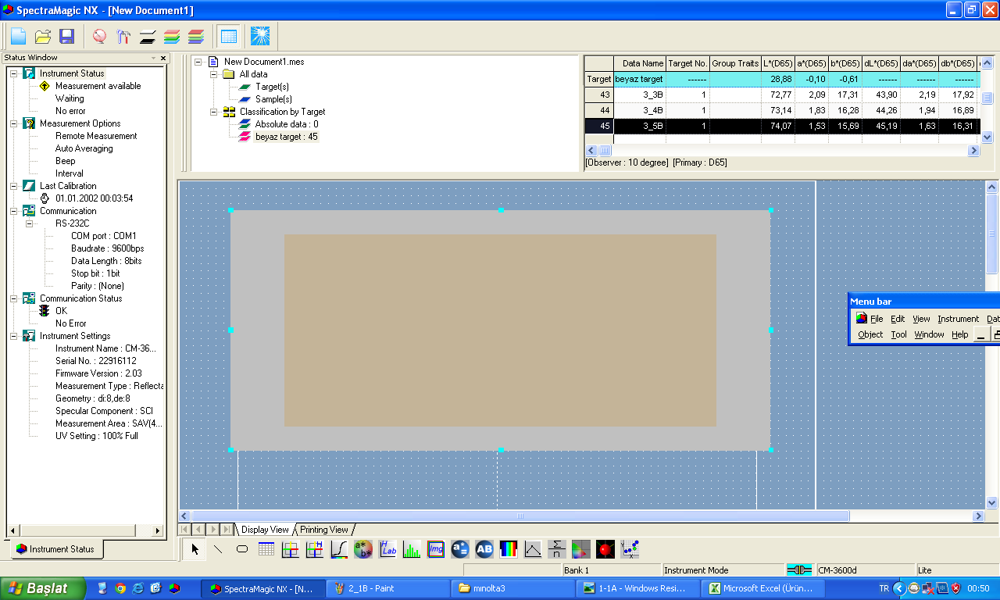 SpectraMagic NX - [New Document1]
Status Window
Instrument Status
Measurement available
Waiting
No error
Measurement Options
Remote Measurement
Auto Averaging
Beep
Interval
Last Calibration
01.01.2002 00:03:54
Communication
RS-232C
COM port : COM1
Baudrate : 9600bps
Data Length : 8bits
Stop bit : 1bit
Parity : (None)
Communication Status
OK
No Error
Instrument Settings
Instrument Name : CM-36...
Serial No. : 22916112
Firmware Version : 2.03
Measurement Type : Reflecta
Geometry : di:8,de:8
Specular Component : SCI
Measurement Area : SAV(4...
UV Setting : 100% Full
Instrument Status
New Document1.mes
All data
Target(s)
Sample(s)
Classification by Target
Absolute data : 0
beyaz target : 45
Data Name Target No. Group Traits L*(D65) a*(D65) b*(D65) dL*(D65) da*(D65) db*(D65)
Target beyaz target ------ 28,88 -0,10 -0,61 ------ ------ ------
43 3_3B 1 72,77 2,09 17,31 43,90 2,19 17,92
44 3_4B 1 73,14 1,83 16,28 44,26 1,94 16,89
45 3_5B 1 74,07 1,53 15,69 45,19 1,63 16,31
[Observer : 10 degree] [Primary : D65]
Menu bar
File Edit View Instrument Dat
Object Tool Window Help
Display View Printing View
a* b* H H Lab Img a= AB Σ n
Bank 1 Instrument Mode CM-3600d Lite
Başlat SpectraMagic NX - [N... 2_1B - Paint mınolta3 1-1A - Windows Resi... Microsoft Excel (Ürün... TR 00:50